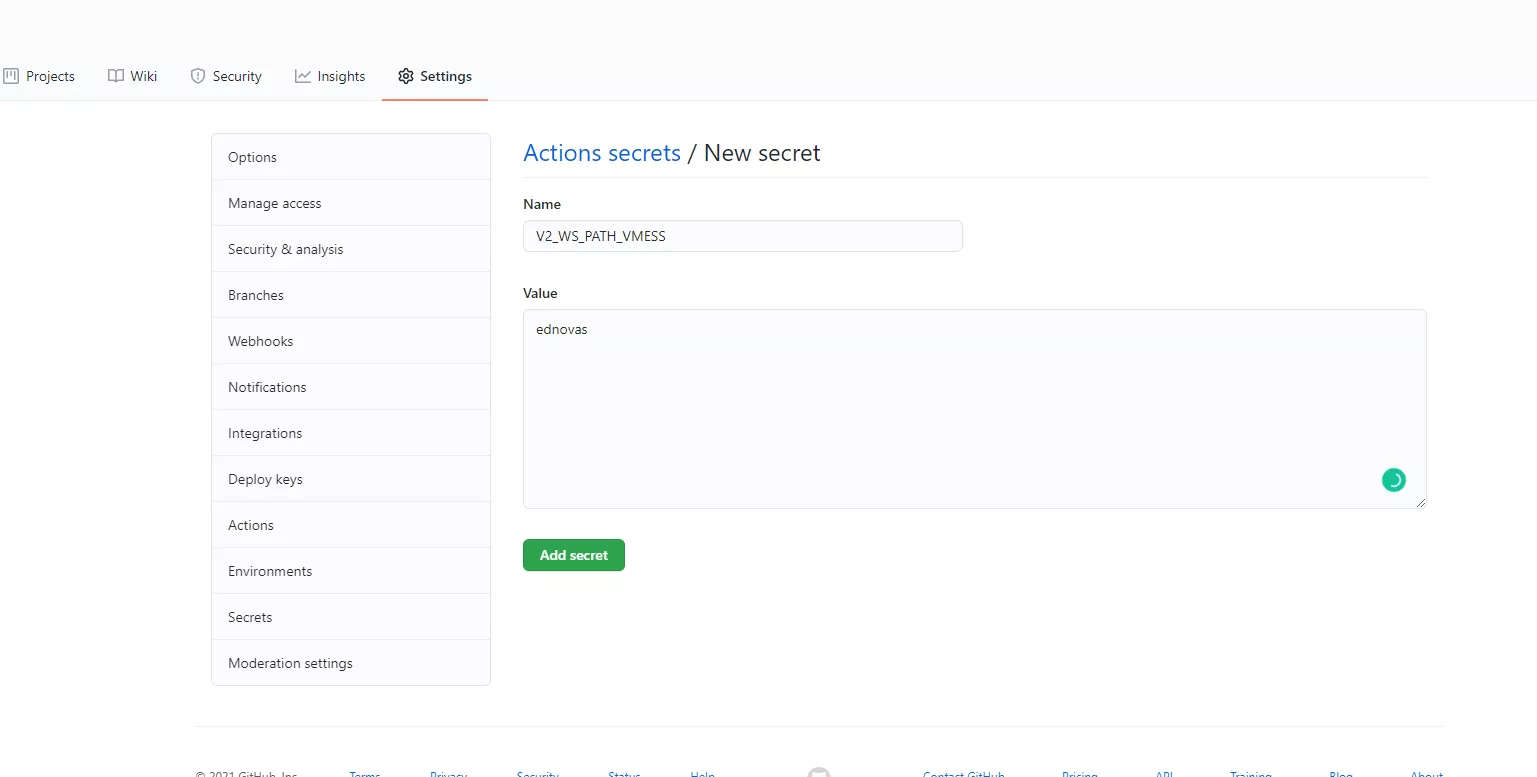 Projects Wiki Security Insights Settings
Options
Manage access
Security & analysis
Branches
Webhooks
Notifications
Integrations
Deploy keys
Actions
Environments
Secrets
Moderation settings
Actions secrets / New secret
Name
V2_WS_PATH_VMESS
Value
ednovas
Add secret
© 2021 GitHub, Inc. Terms Privacy Security Status Help Contact GitHub Pricing API Training Blog About